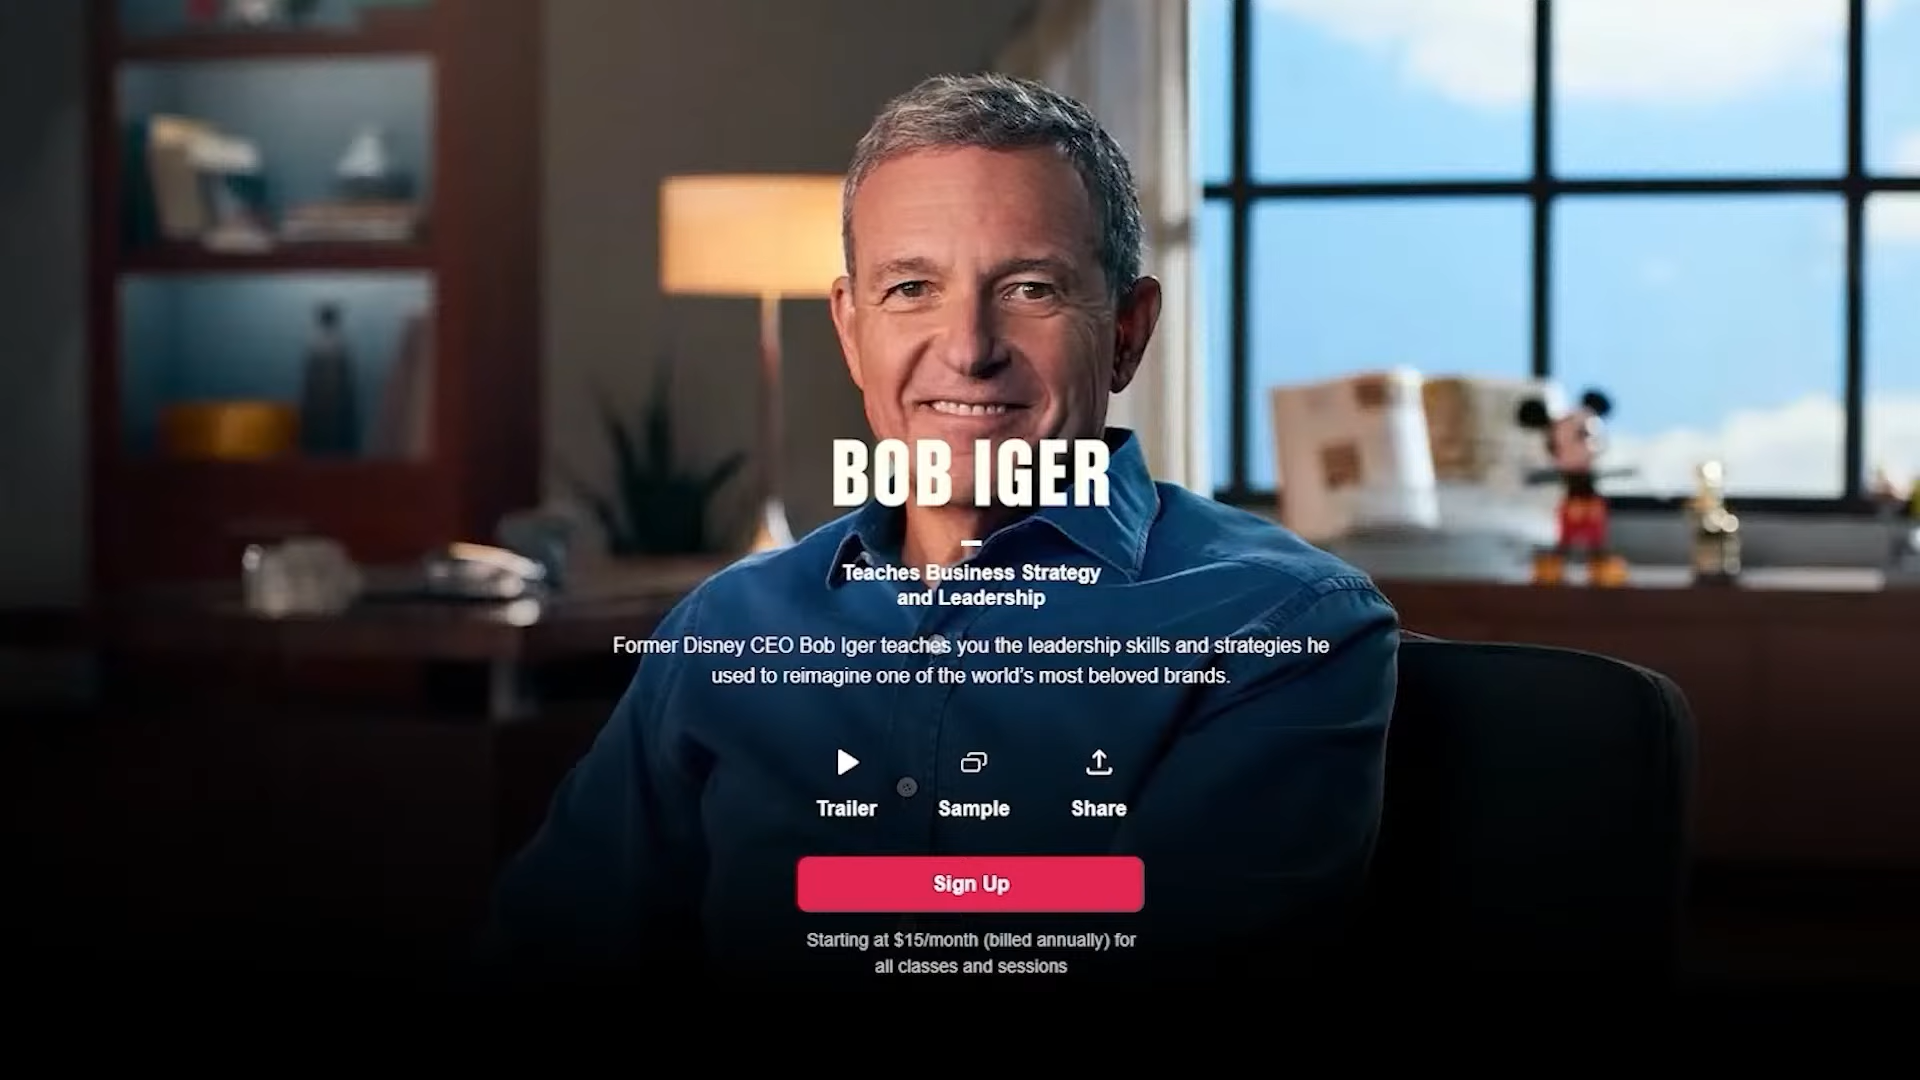 BOB IGER
Teaches Business Strategy
and Leadership
Former Disney CEO Bob Iger teaches you the leadership skills and strategies he
used to reimagine one of the world’s most beloved brands.
Trailer
Sample
Share
Sign Up
Starting at $15/month (billed annually) for
all classes and sessions